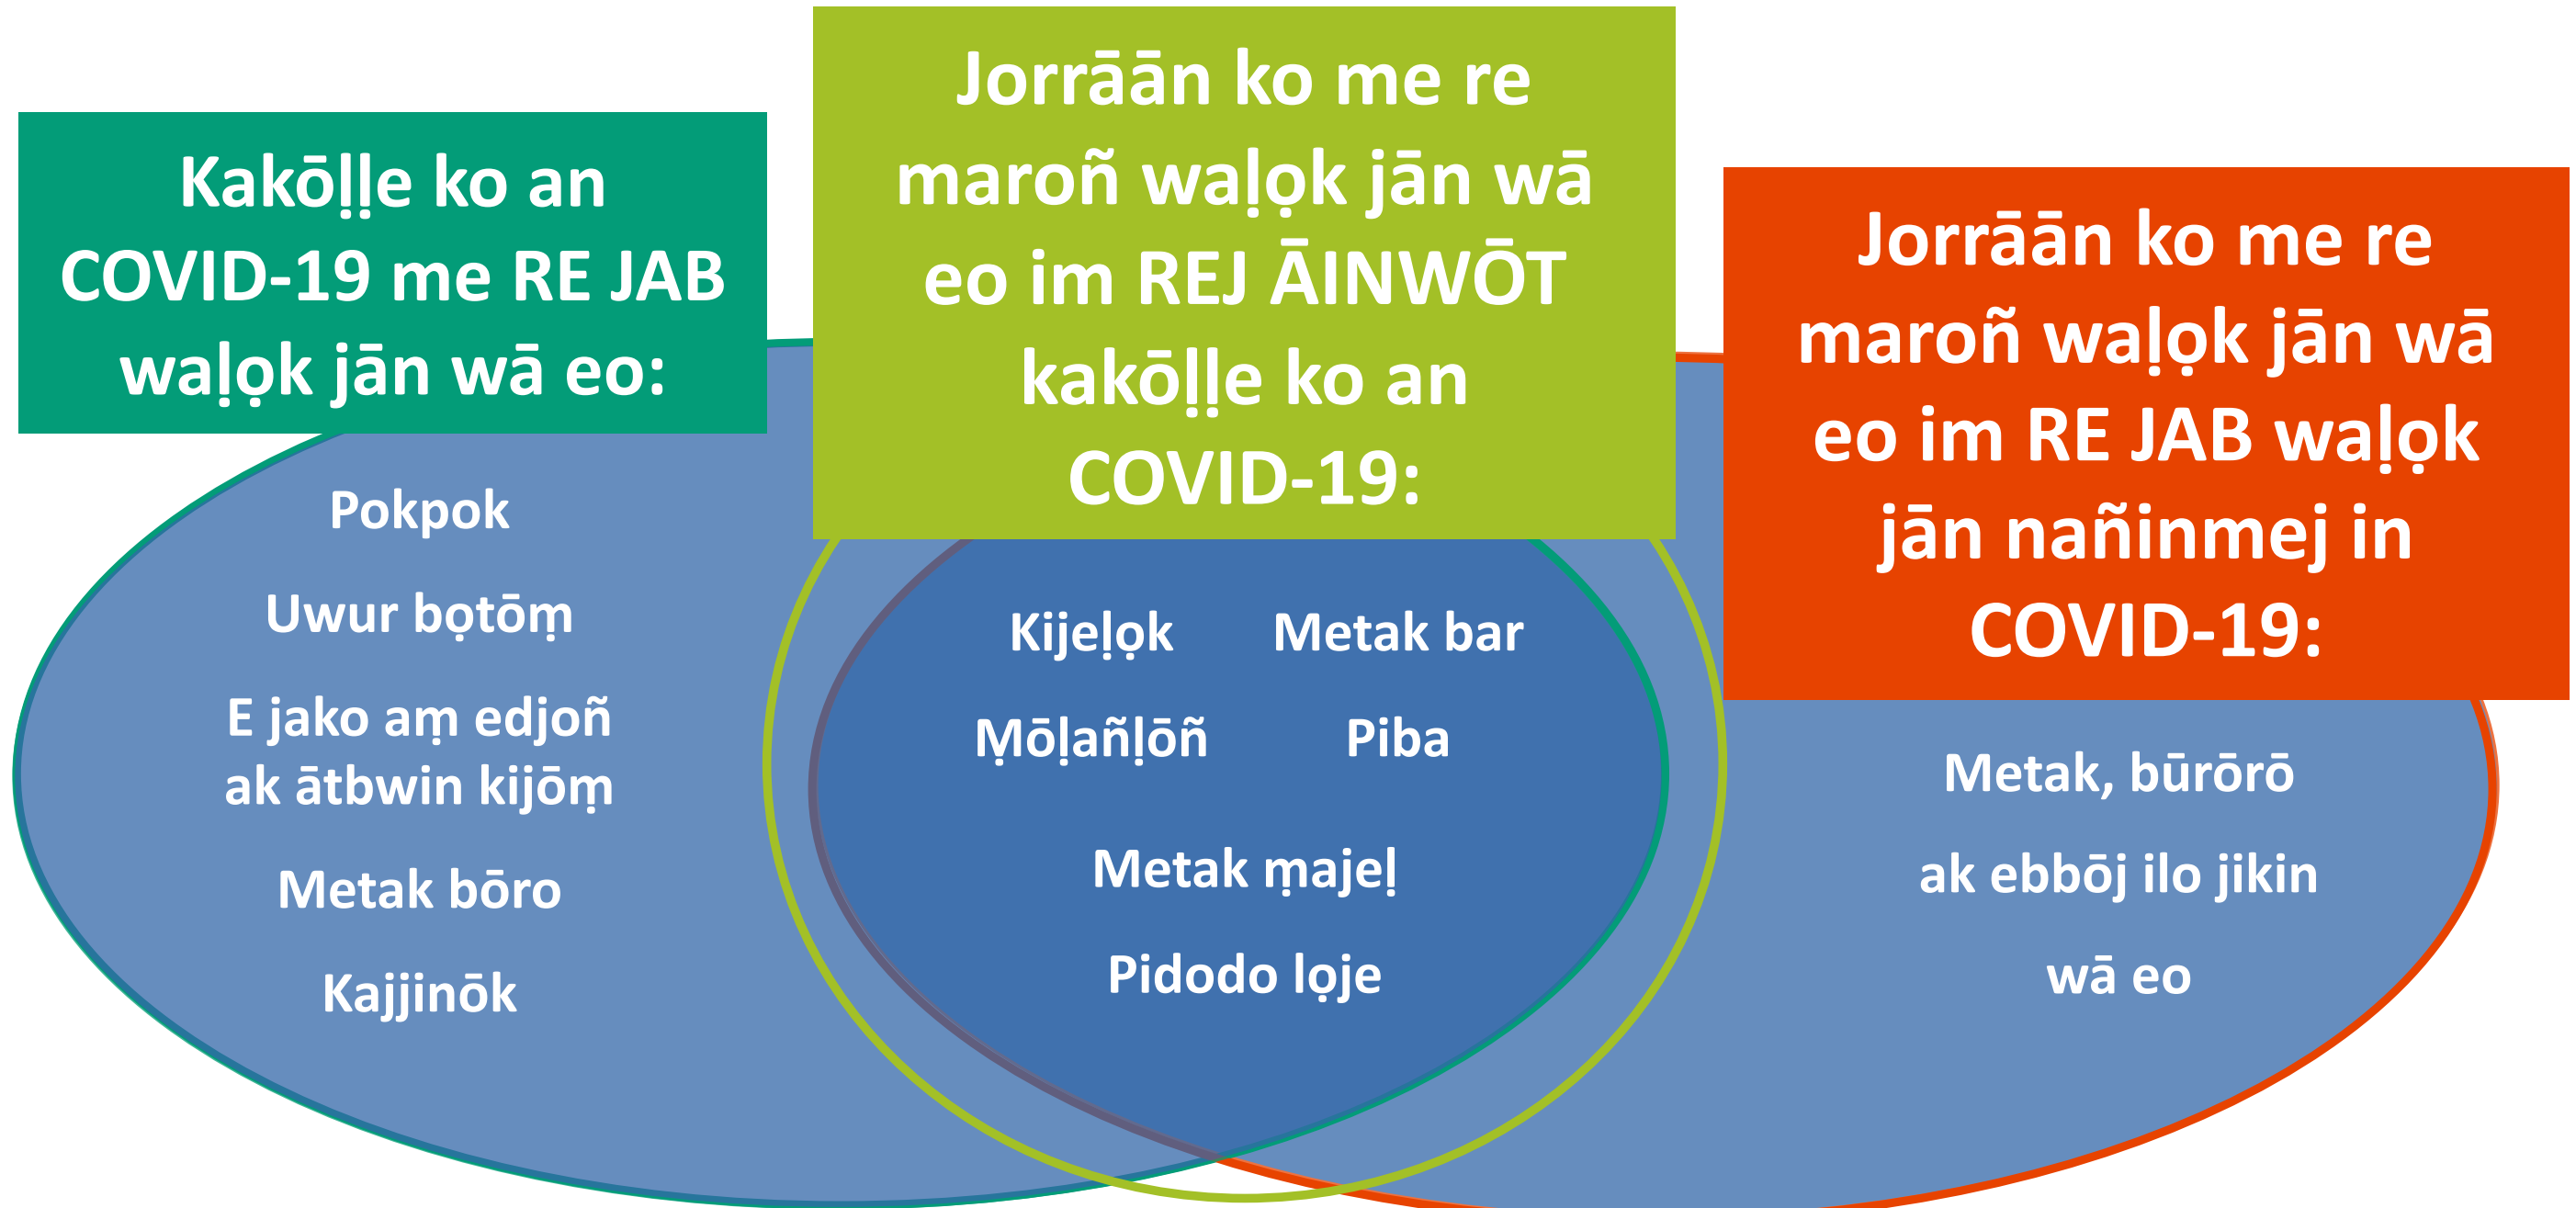 Kakōḷḷe ko an
COVID-19 me RE JAB
waḷọk jān wā eo:
Pokpok
Uwur bọtōṃ
E jako aṃ edjoñ
ak ātbwin kijōṃ
Metak bōro
Kajjinōk
Jorrāān ko me re
maroñ waḷọk jān wā
eo im REJ ĀINWŌT
kakōḷḷe ko an
COVID-19:
Kijeḷọk Metak bar
Ṃōḷañḷōñ Piba
Metak ṃajeḷ
Pidodo lọje
Jorrāān ko me re
maroñ waḷọk jān wā
eo im RE JAB waḷọk
jān nañinmej in
COVID-19:
Metak, būrōrō
ak ebbōj ilo jikin
wā eo